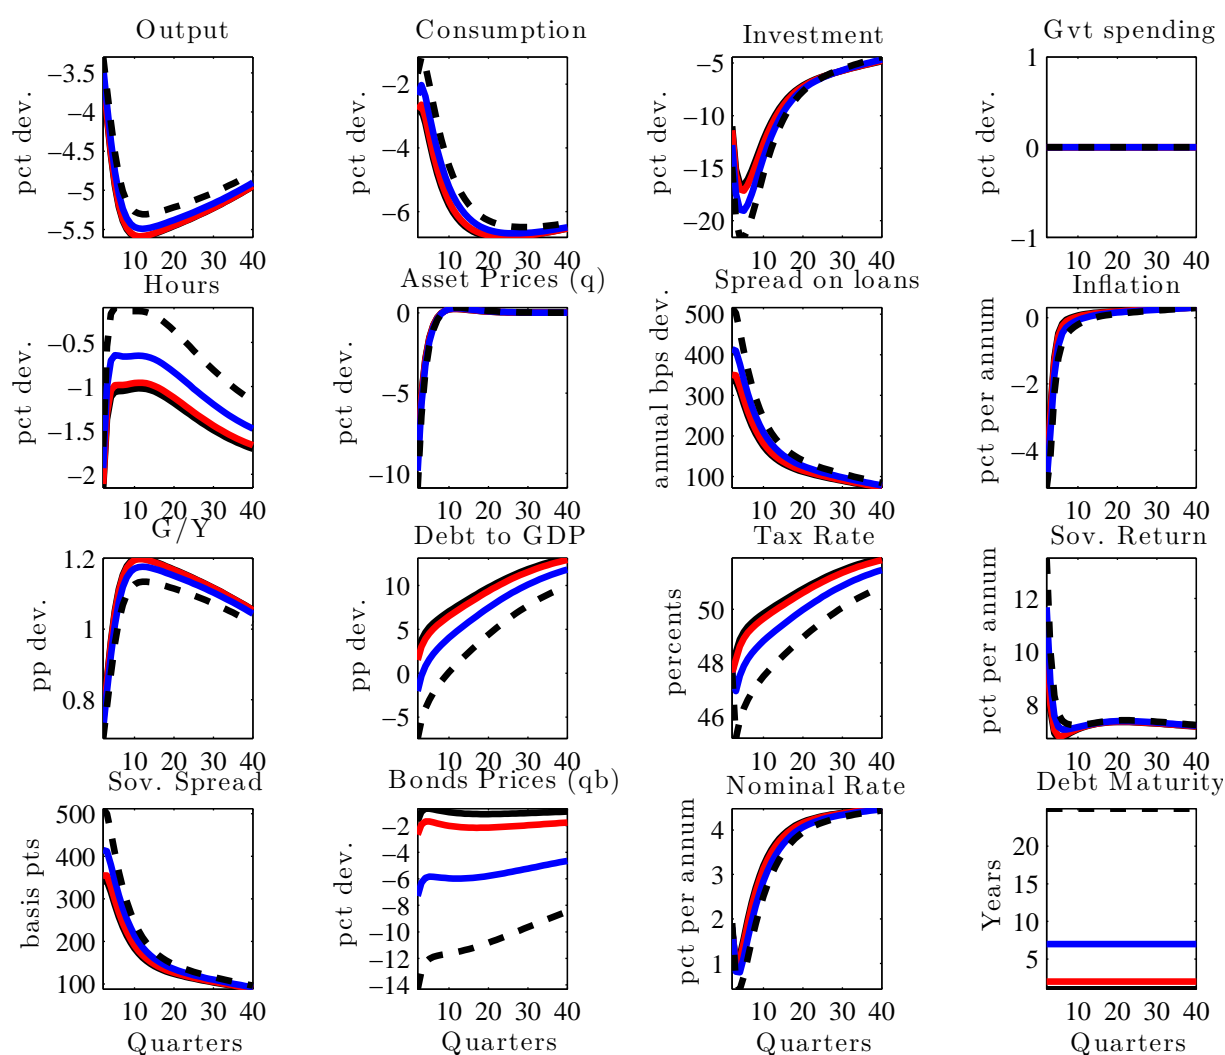 Output
Consumption
Investment
Gvt spending
pct dev.
−3.5
−4
−4.5
−5
−5.5
10 20 30 40
pct dev.
−2
−4
−6
10 20 30 40
pct dev.
−5
−10
−15
−20
10 20 30 40
pct dev.
1
0
−1
10 20 30 40
Hours
Asset Prices (q)
Spread on loans
Inflation
pct dev.
−0.5
−1
−1.5
−2
10 20 30 40
pct dev.
0
−5
−10
10 20 30 40
annual bps dev.
500
400
300
200
100
10 20 30 40
pct per annum
0
−2
−4
10 20 30 40
G/Y
Debt to GDP
Tax Rate
Sov. Return
pp dev.
1.2
1
0.8
10 20 30 40
pp dev.
10
5
0
−5
10 20 30 40
percents
50
48
46
10 20 30 40
pct per annum
12
10
8
10 20 30 40
Sov. Spread
Bonds Prices (qb)
Nominal Rate
Debt Maturity
basis pts
500
400
300
200
100
10 20 30 40
Quarters
pct dev.
−2
−4
−6
−8
−10
−12
−14
10 20 30 40
Quarters
pct per annum
4
3
2
1
10 20 30 40
Quarters
Years
20
15
10
5
10 20 30 40
Quarters